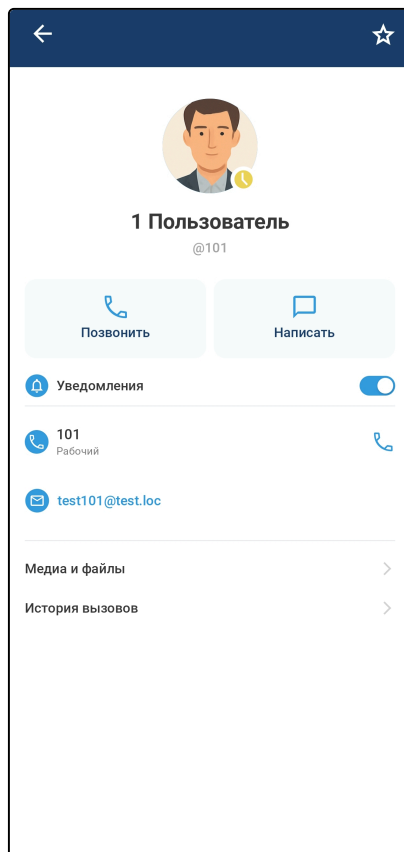 1 Пользователь
@101
Позвонить
Написать
Уведомления
101
Рабочий
test101@test.loc
Медиа и файлы
История вызовов